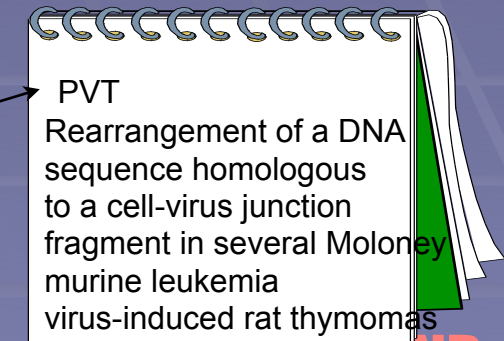 PVT
Rearrangement of a DNA
sequence homologous
to a cell-virus junction
fragment in several Moloney
murine leukemia
virus-induced rat thymomas